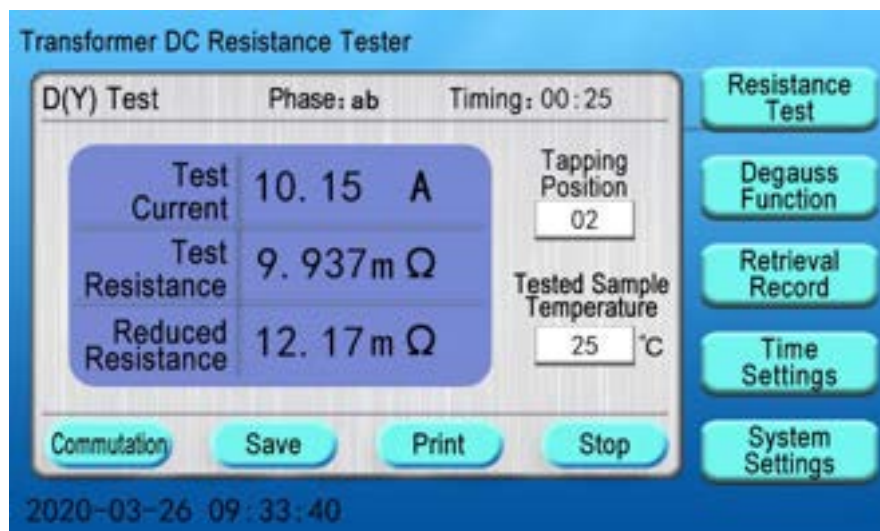 Transformer DC Resistance Tester
D(Y) Test Phase: ab Timing: 00:25
Test
Current
10.15 A
Test
Resistance
9.937mΩ
Reduced
Resistance
12.17mΩ
Tapping
Position
02
Tested Sample
Temperature
25 ℃
Commutation Save Print Stop
Resistance
Test
Degauss
Function
Retrieval
Record
Time
Settings
System
Settings
2020-03-26 09:33:40